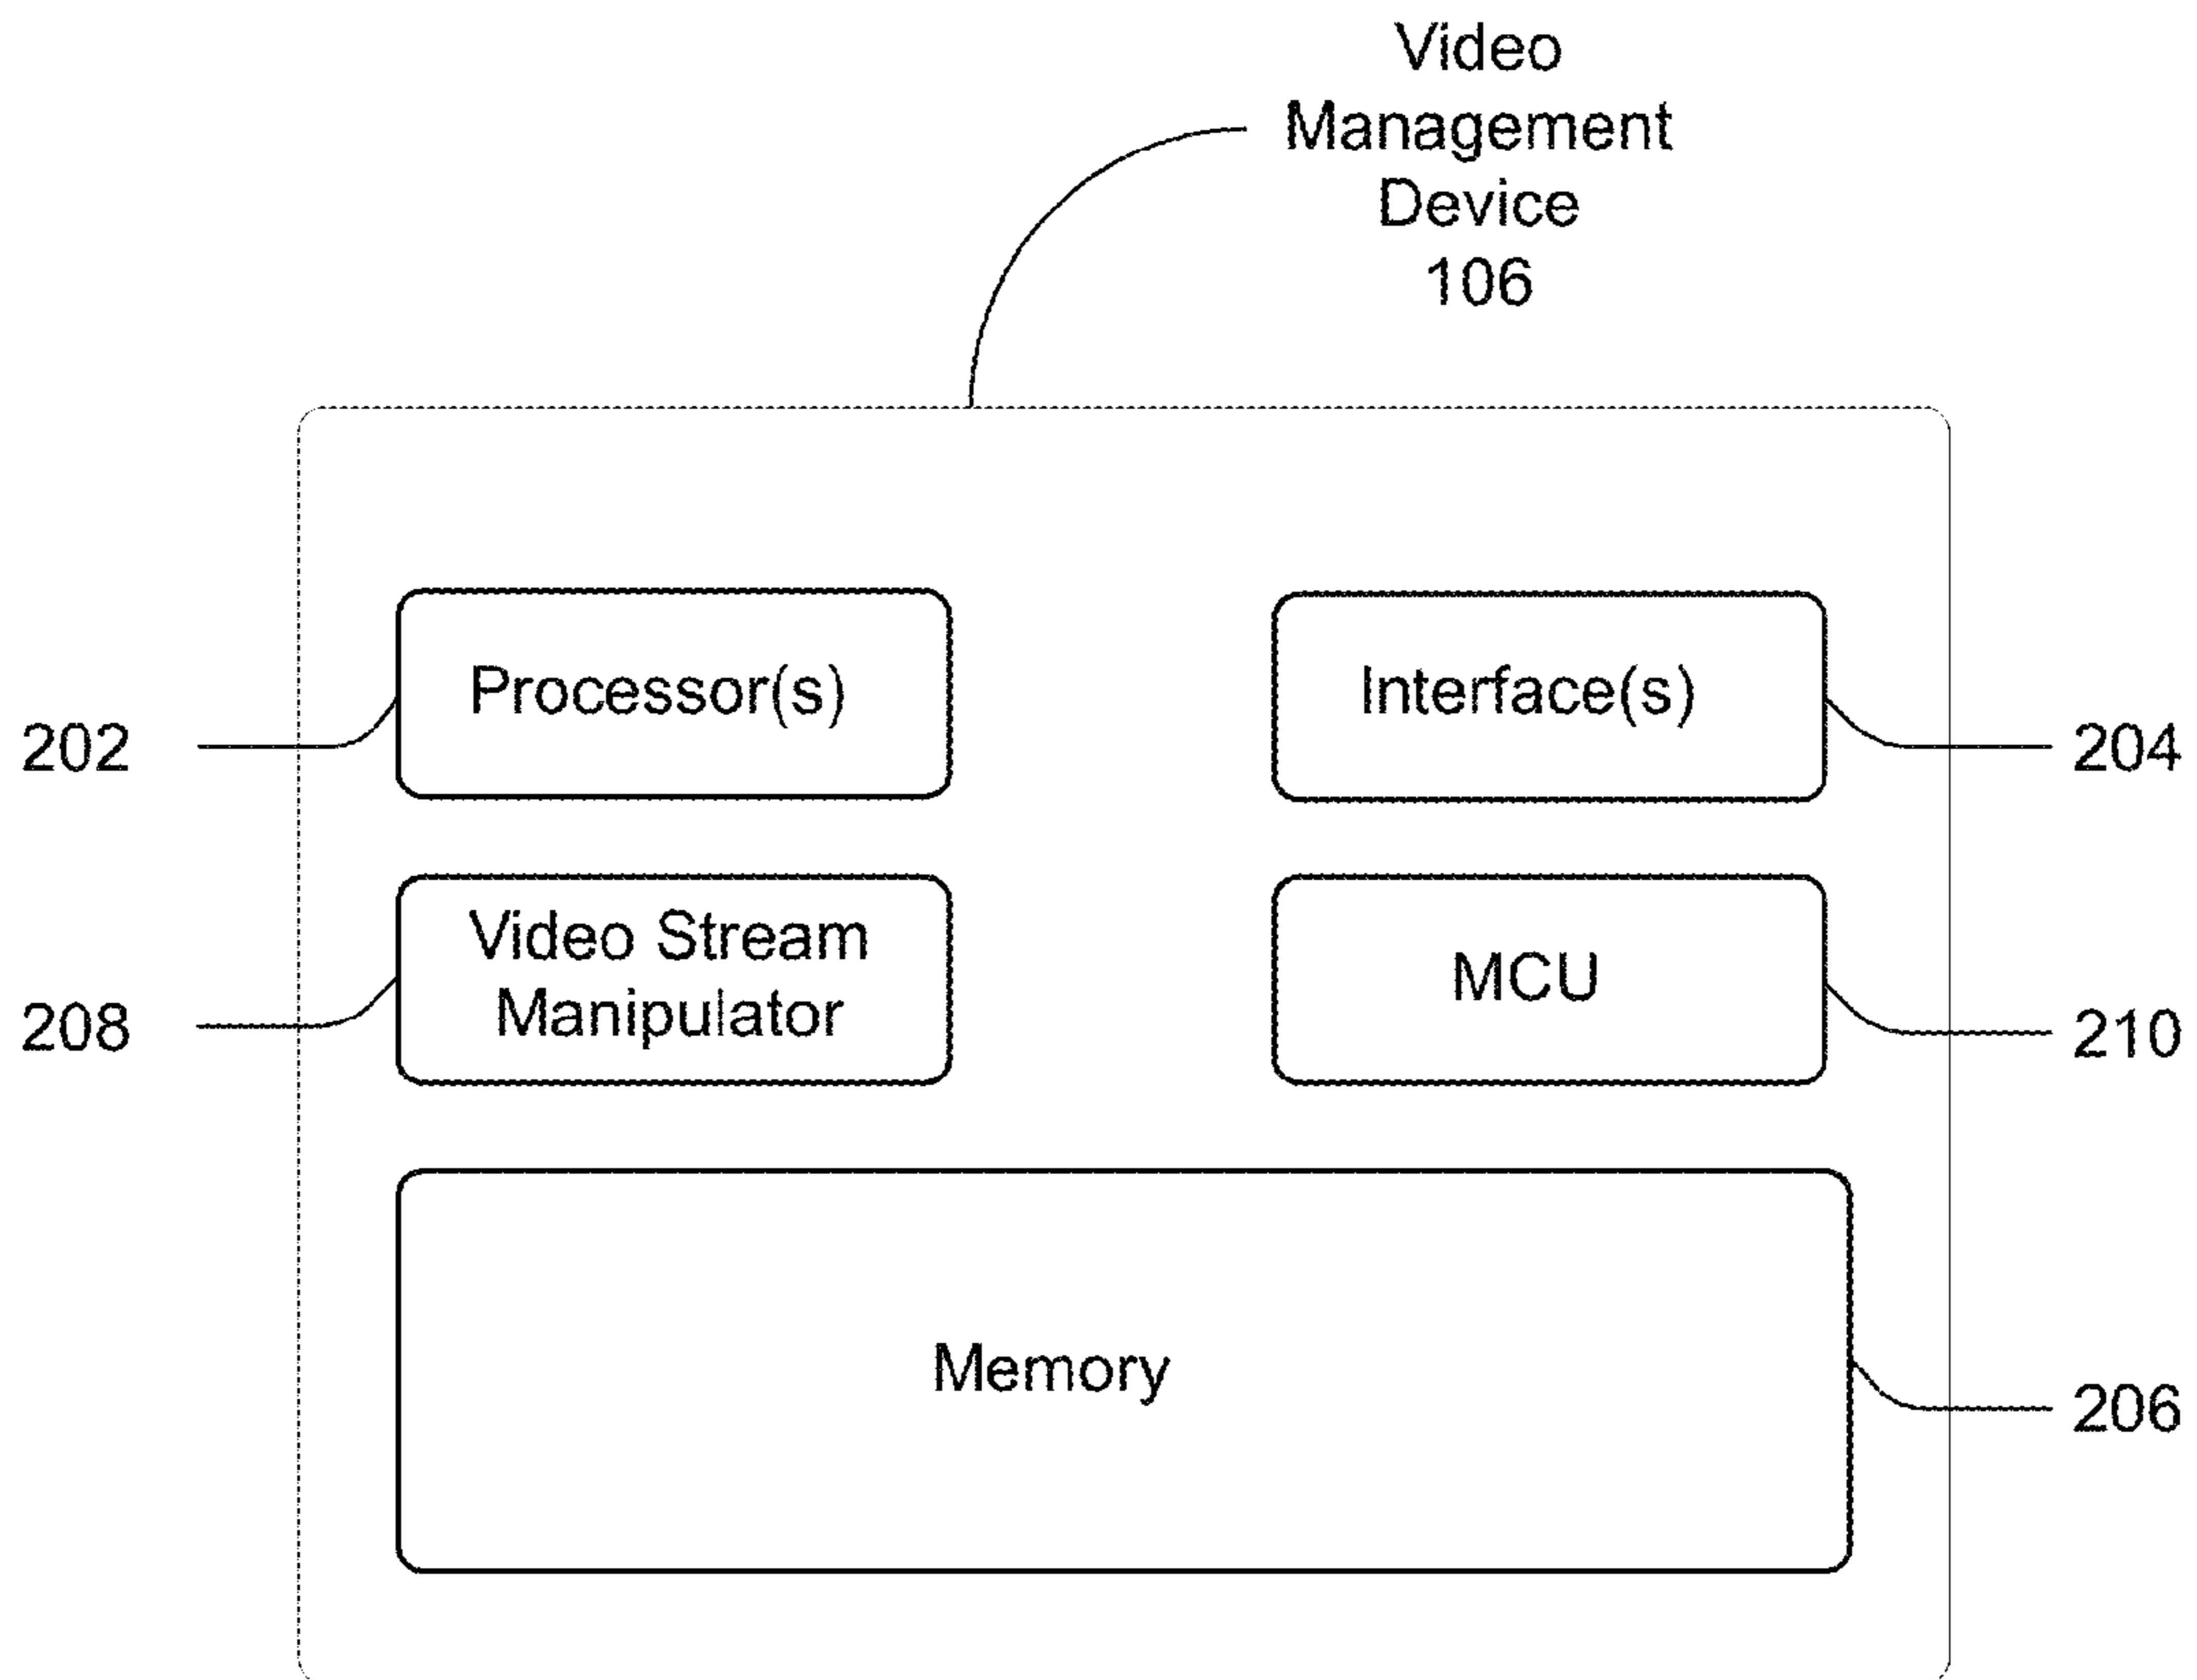 Video
Management
Device
106
Processor(s)
Interface(s)
202
204
Video Stream
Manipulator
MCU
208
210
Memory
206